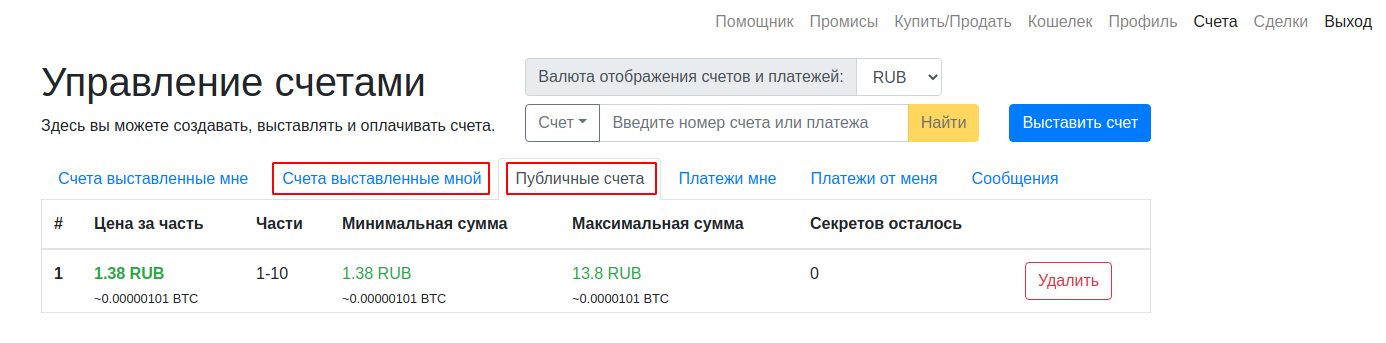 Помощник Промисы Купить/Продать Кошелек Профиль Счета Сделки Выход
Управление счетами
Валюта отображения счетов и платежей: RUB
Здесь вы можете создавать, выставлять и оплачивать счета.
Счет Введите номер счета или платежа Найти Выставить счет
Счета выставленные мне Счета выставленные мной Публичные счета Платежи мне Платежи от меня Сообщения
# Цена за часть Части Минимальная сумма Максимальная сумма Секретов осталось
1 1.38 RUB 1-10 1.38 RUB 13.8 RUB 0 Удалить
~0.00000101 BTC ~0.00000101 BTC ~0.0000101 BTC